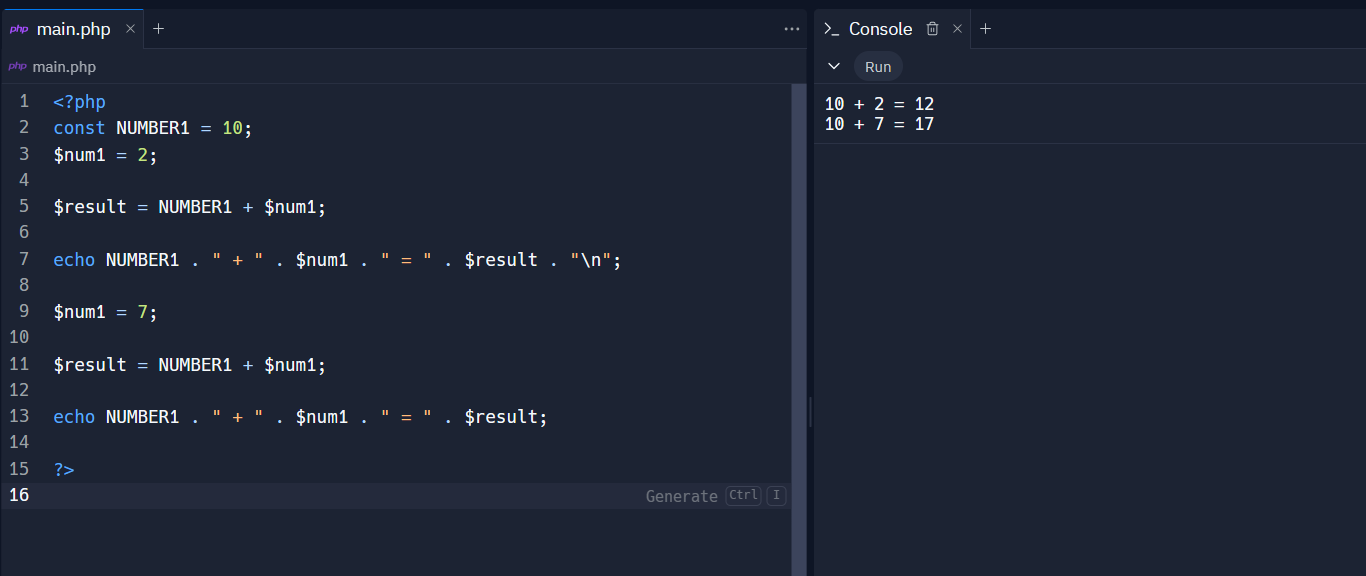 php main.php × +
php main.php
1 <?php
2 const NUMBER1 = 10;
3 $num1 = 2;
4
5 $result = NUMBER1 + $num1;
6
7 echo NUMBER1 . " + " . $num1 . " = " . $result . "\n";
8
9 $num1 = 7;
10
11 $result = NUMBER1 + $num1;
12
13 echo NUMBER1 . " + " . $num1 . " = " . $result;
14
15 ?>
16 Generate Ctrl I
>_ Console × +
Run
10 + 2 = 12
10 + 7 = 17